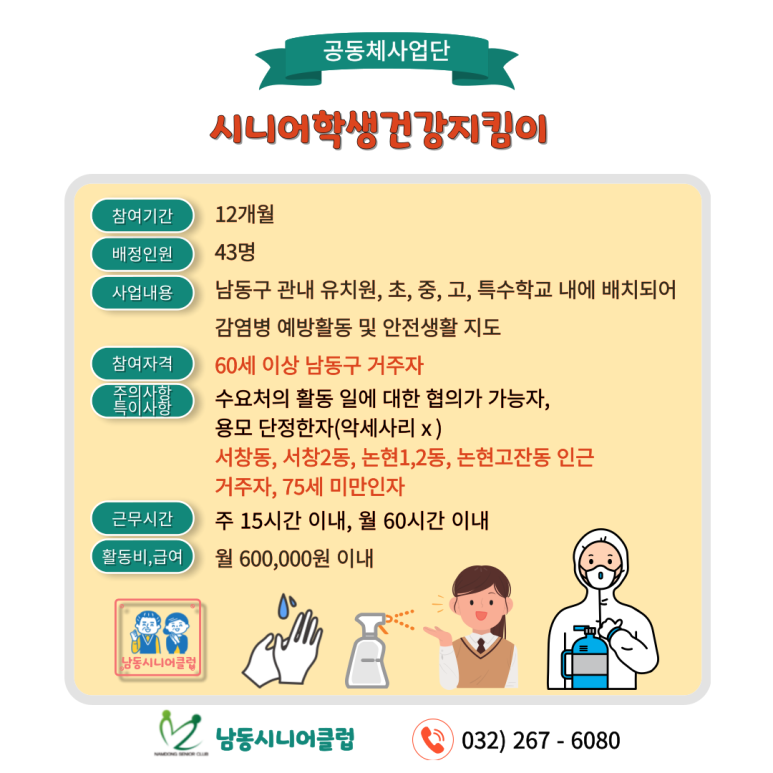 공동체사업단
시니어학생건강지킴이
참여기간 12개월
배정인원 43명
사업내용 남동구 관내 유치원, 초, 중, 고, 특수학교 내에 배치되어
감염병 예방활동 및 안전생활 지도
참여자격 60세 이상 남동구 거주자
주의사항
특이사항
수요처의 활동 일에 대한 협의가 가능자,
용모 단정한자(악세사리 x )
서창동, 서창2동, 논현1,2동, 논현고잔동 인근
거주자, 75세 미만인자
근무시간 주 15시간 이내, 월 60시간 이내
활동비,급여 월 600,000원 이내
남동시니어클럽
NAMDONG SENIOR CLUB
남동시니어클럽
032) 267 - 6080